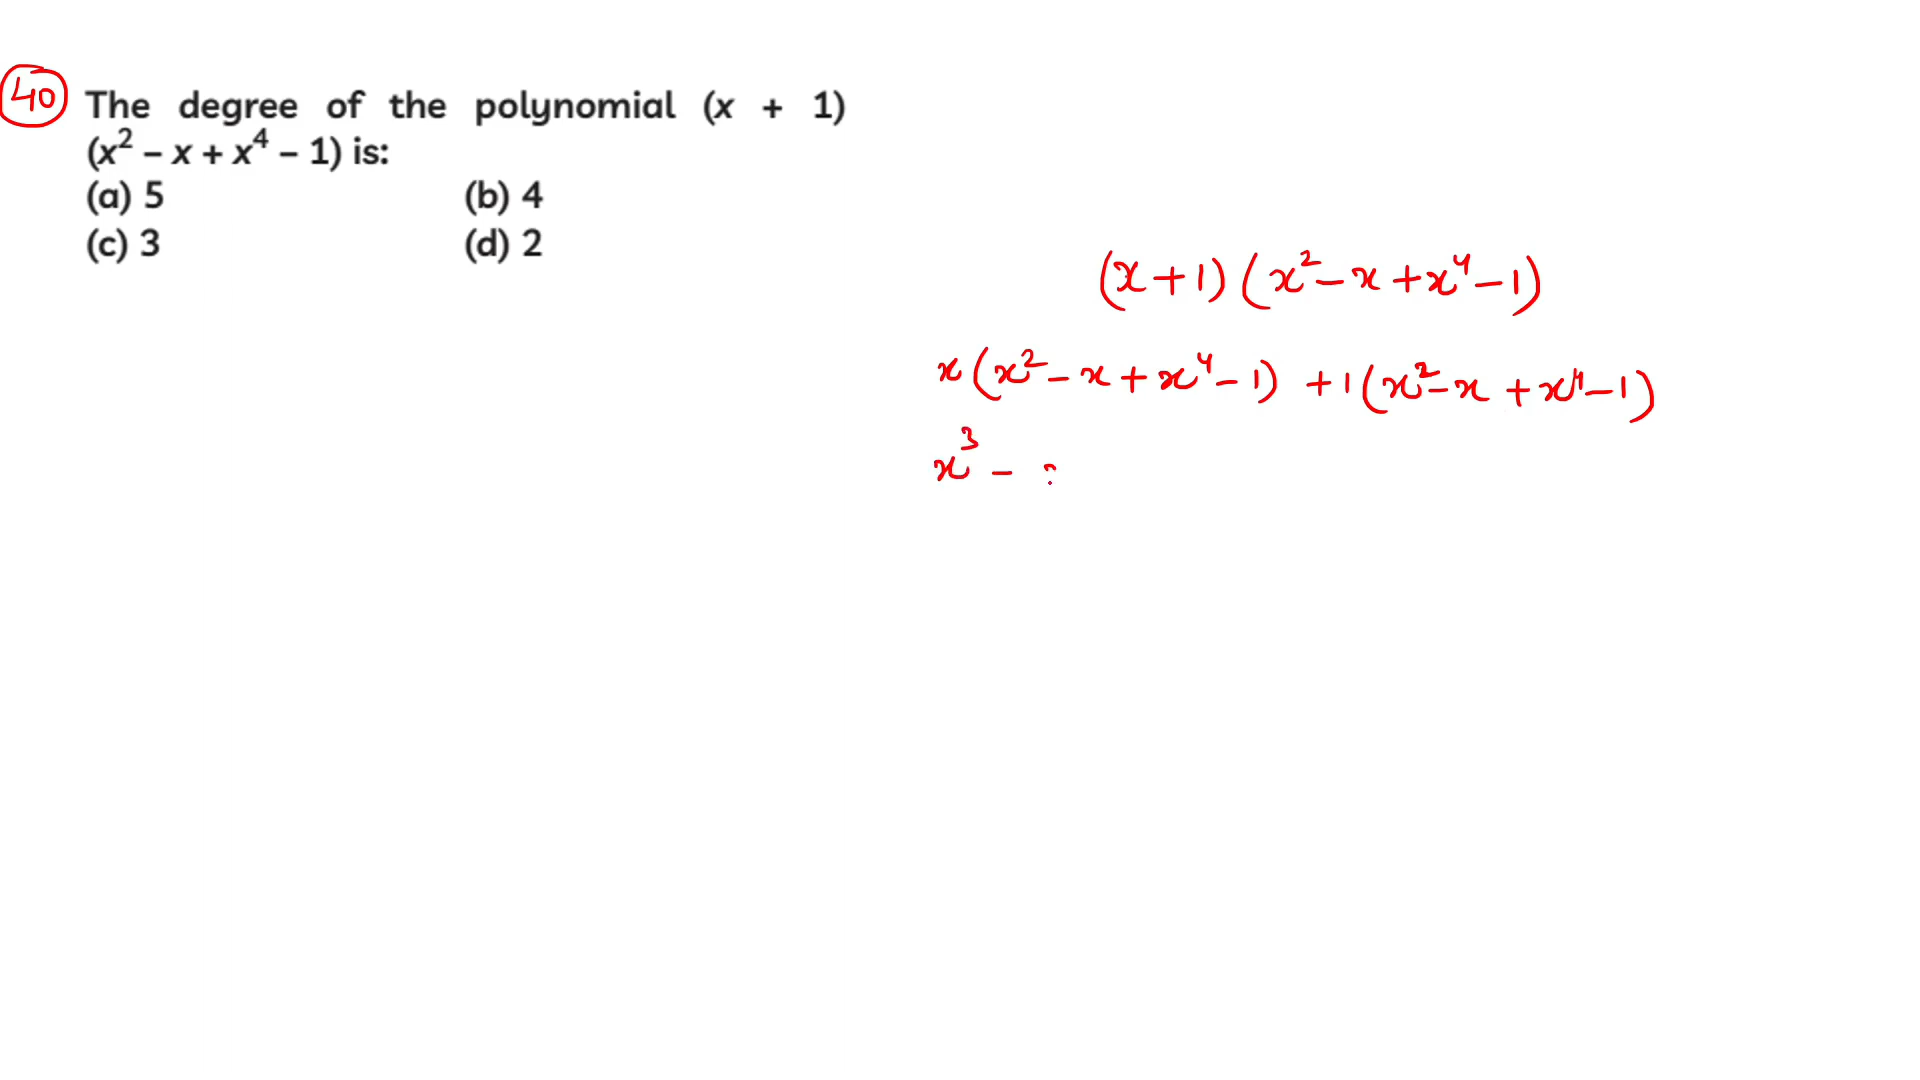 40 The degree of the polynomial (x + 1)
(x² – x + x⁴ – 1) is:
(a) 5 (b) 4
(c) 3 (d) 2
(x+1)(x²-x+x⁴-1)
x(x²-x+x⁴-1) +1(x²-x+x⁴-1)
x³ -